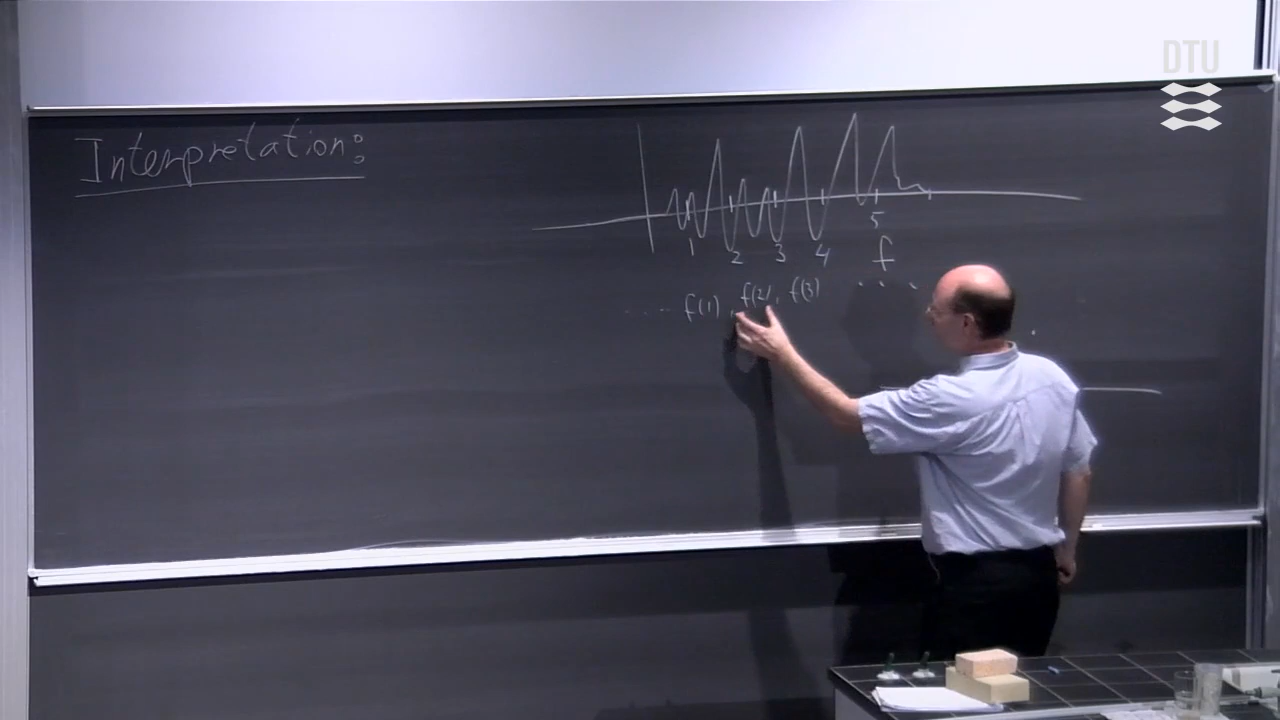 DTU
Interpretation:
1 2 3 4 5
f
.... f(1), f(2), f(3) ...